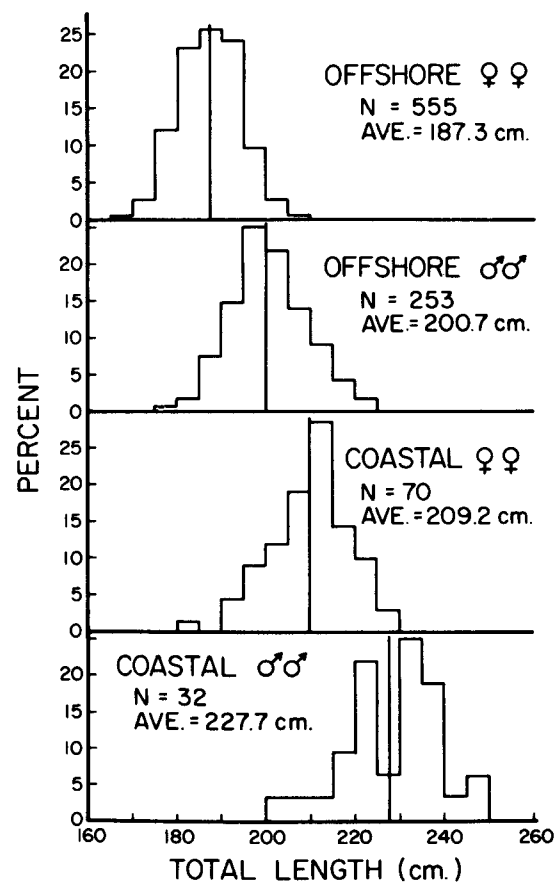 25
20
15
10
5
0
OFFSHORE ♀♀
N = 555
AVE.= 187.3 cm.
20
15
10
5
0
OFFSHORE ♂♂
N = 253
AVE.= 200.7 cm.
PERCENT
25
20
15
10
5
0
COASTAL ♀♀
N = 70
AVE.= 209.2 cm.
20
15
10
5
0
COASTAL ♂♂
N = 32
AVE.= 227.7 cm.
160 180 200 220 240 260
TOTAL LENGTH (cm.)